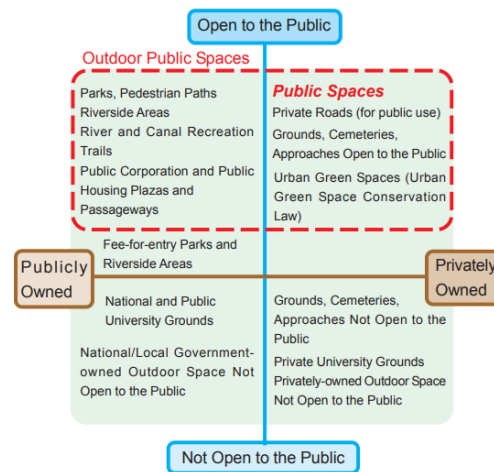 Open to the Public
Outdoor Public Spaces
Parks, Pedestrian Paths
Riverside Areas
River and Canal Recreation
Trails
Public Corporation and Public
Housing Plazas and
Passageways
Public Spaces
Private Roads (for public use)
Grounds, Cemeteries,
Approaches Open to the Public
Urban Green Spaces (Urban
Green Space Conservation
Law)
Fee-for-entry Parks and
Riverside Areas
Publicly
Owned
Privately
Owned
National and Public
University Grounds
National/Local Government-
owned Outdoor Space Not
Open to the Public
Grounds, Cemeteries,
Approaches Not Open to the
Public
Private University Grounds
Privately-owned Outdoor Space
Not Open to the Public
Not Open to the Public